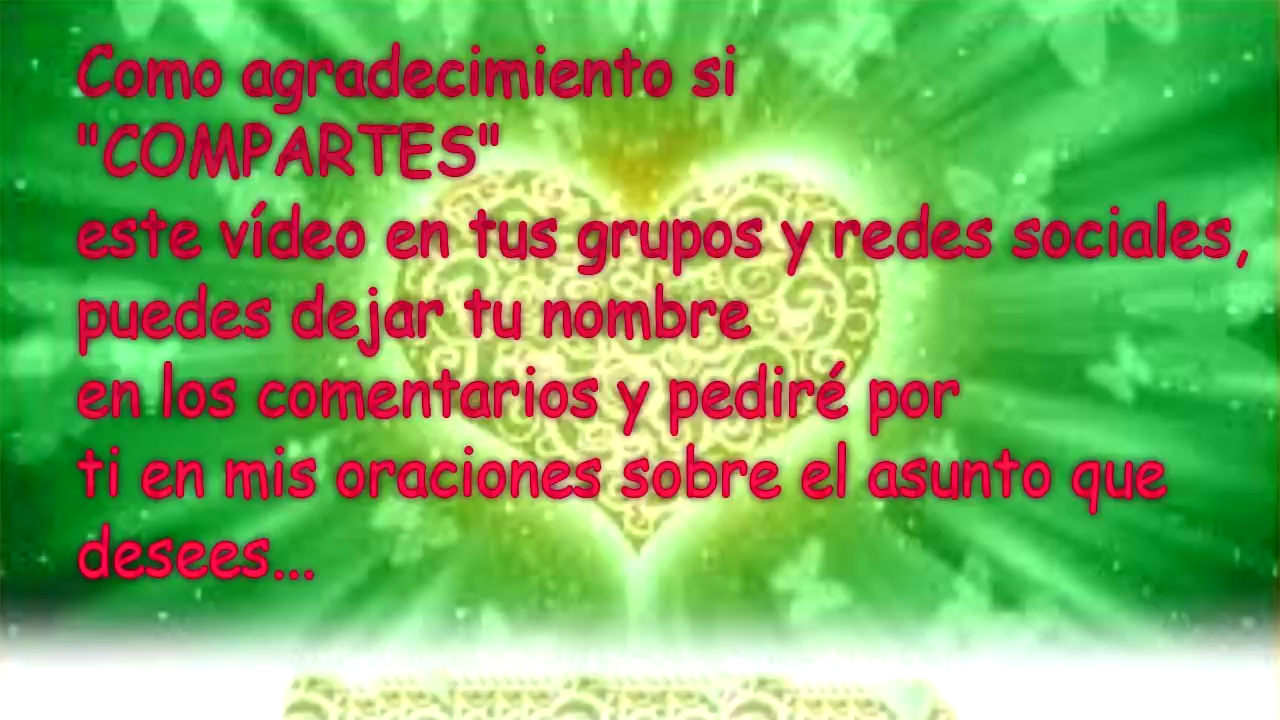 Como agradecimiento si
"COMPARTES"
este vídeo en tus grupos y redes sociales,
puedes dejar tu nombre
en los comentarios y pediré por
ti en mis oraciones sobre el asunto que
desees...